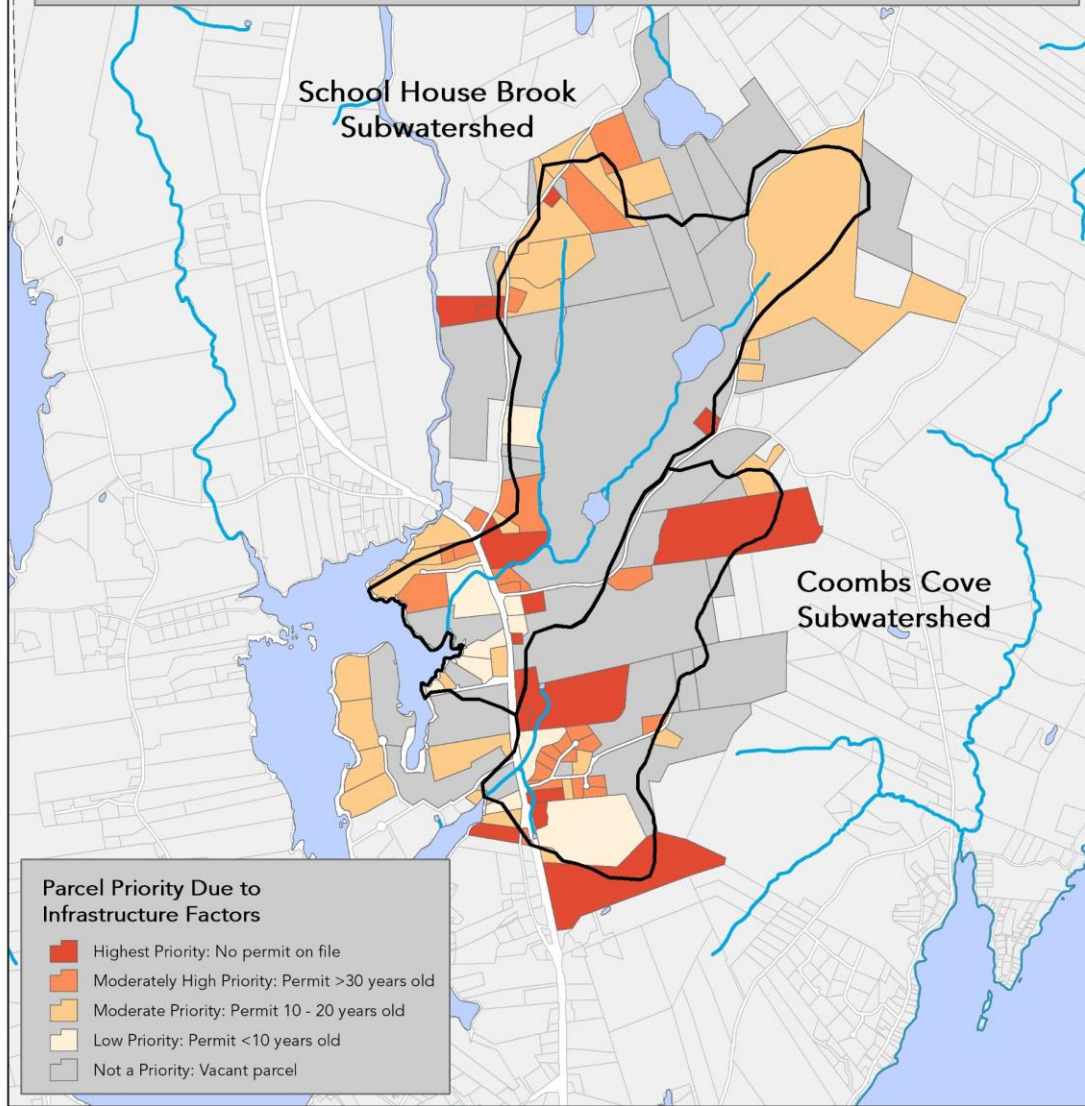 School House Brook
Subwatershed
Coombs Cove
Subwatershed
Parcel Priority Due to
Infrastructure Factors
Highest Priority: No permit on file
Moderately High Priority: Permit >30 years old
Moderate Priority: Permit 10 - 20 years old
Low Priority: Permit <10 years old
Not a Priority: Vacant parcel